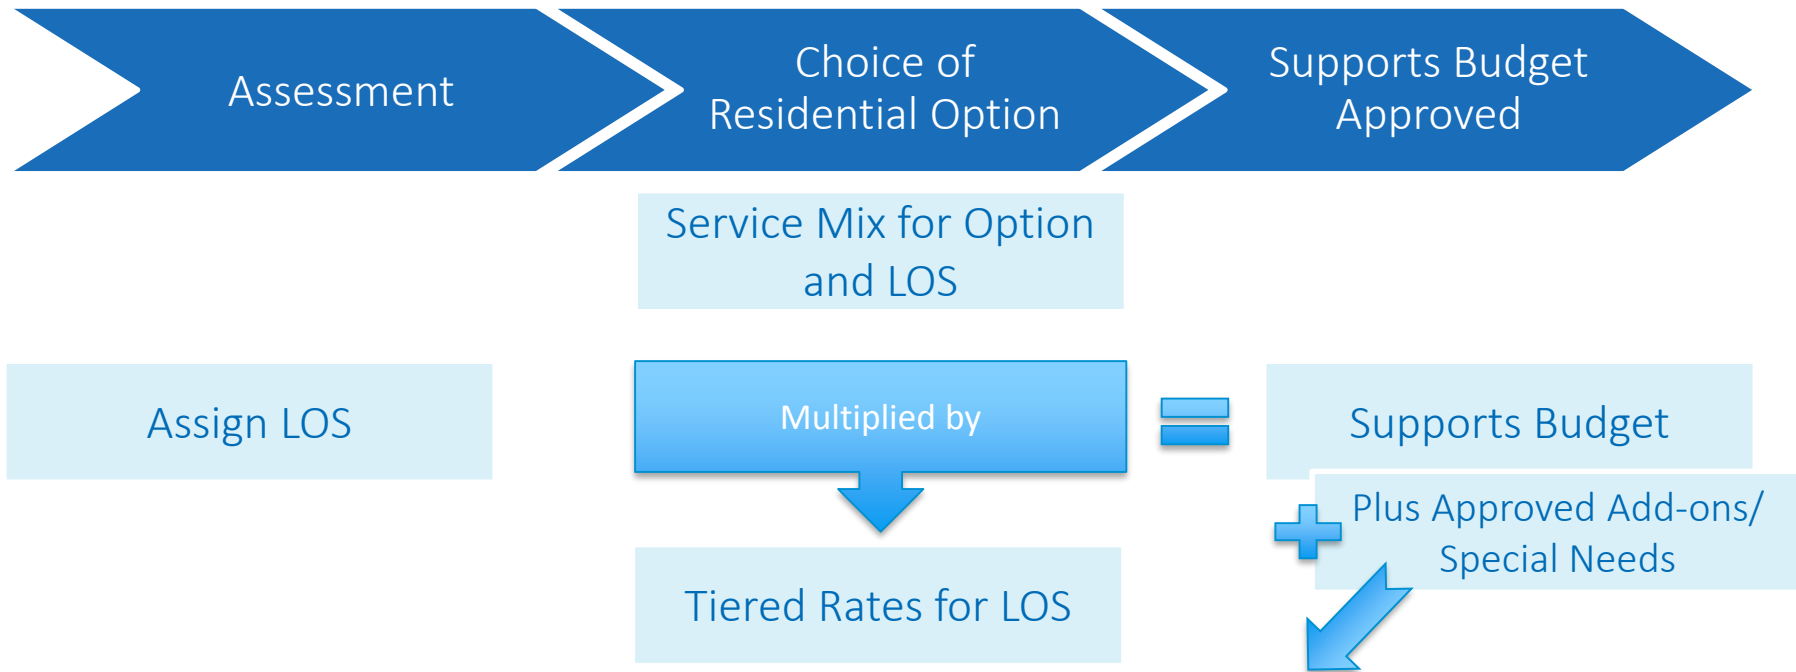 Assessment
Choice of
Residential Option
Supports Budget
Approved
Service Mix for Option
and LOS
Assign LOS
Multiplied by
Supports Budget
Plus Approved Add-ons/
Special Needs
Tiered Rates for LOS